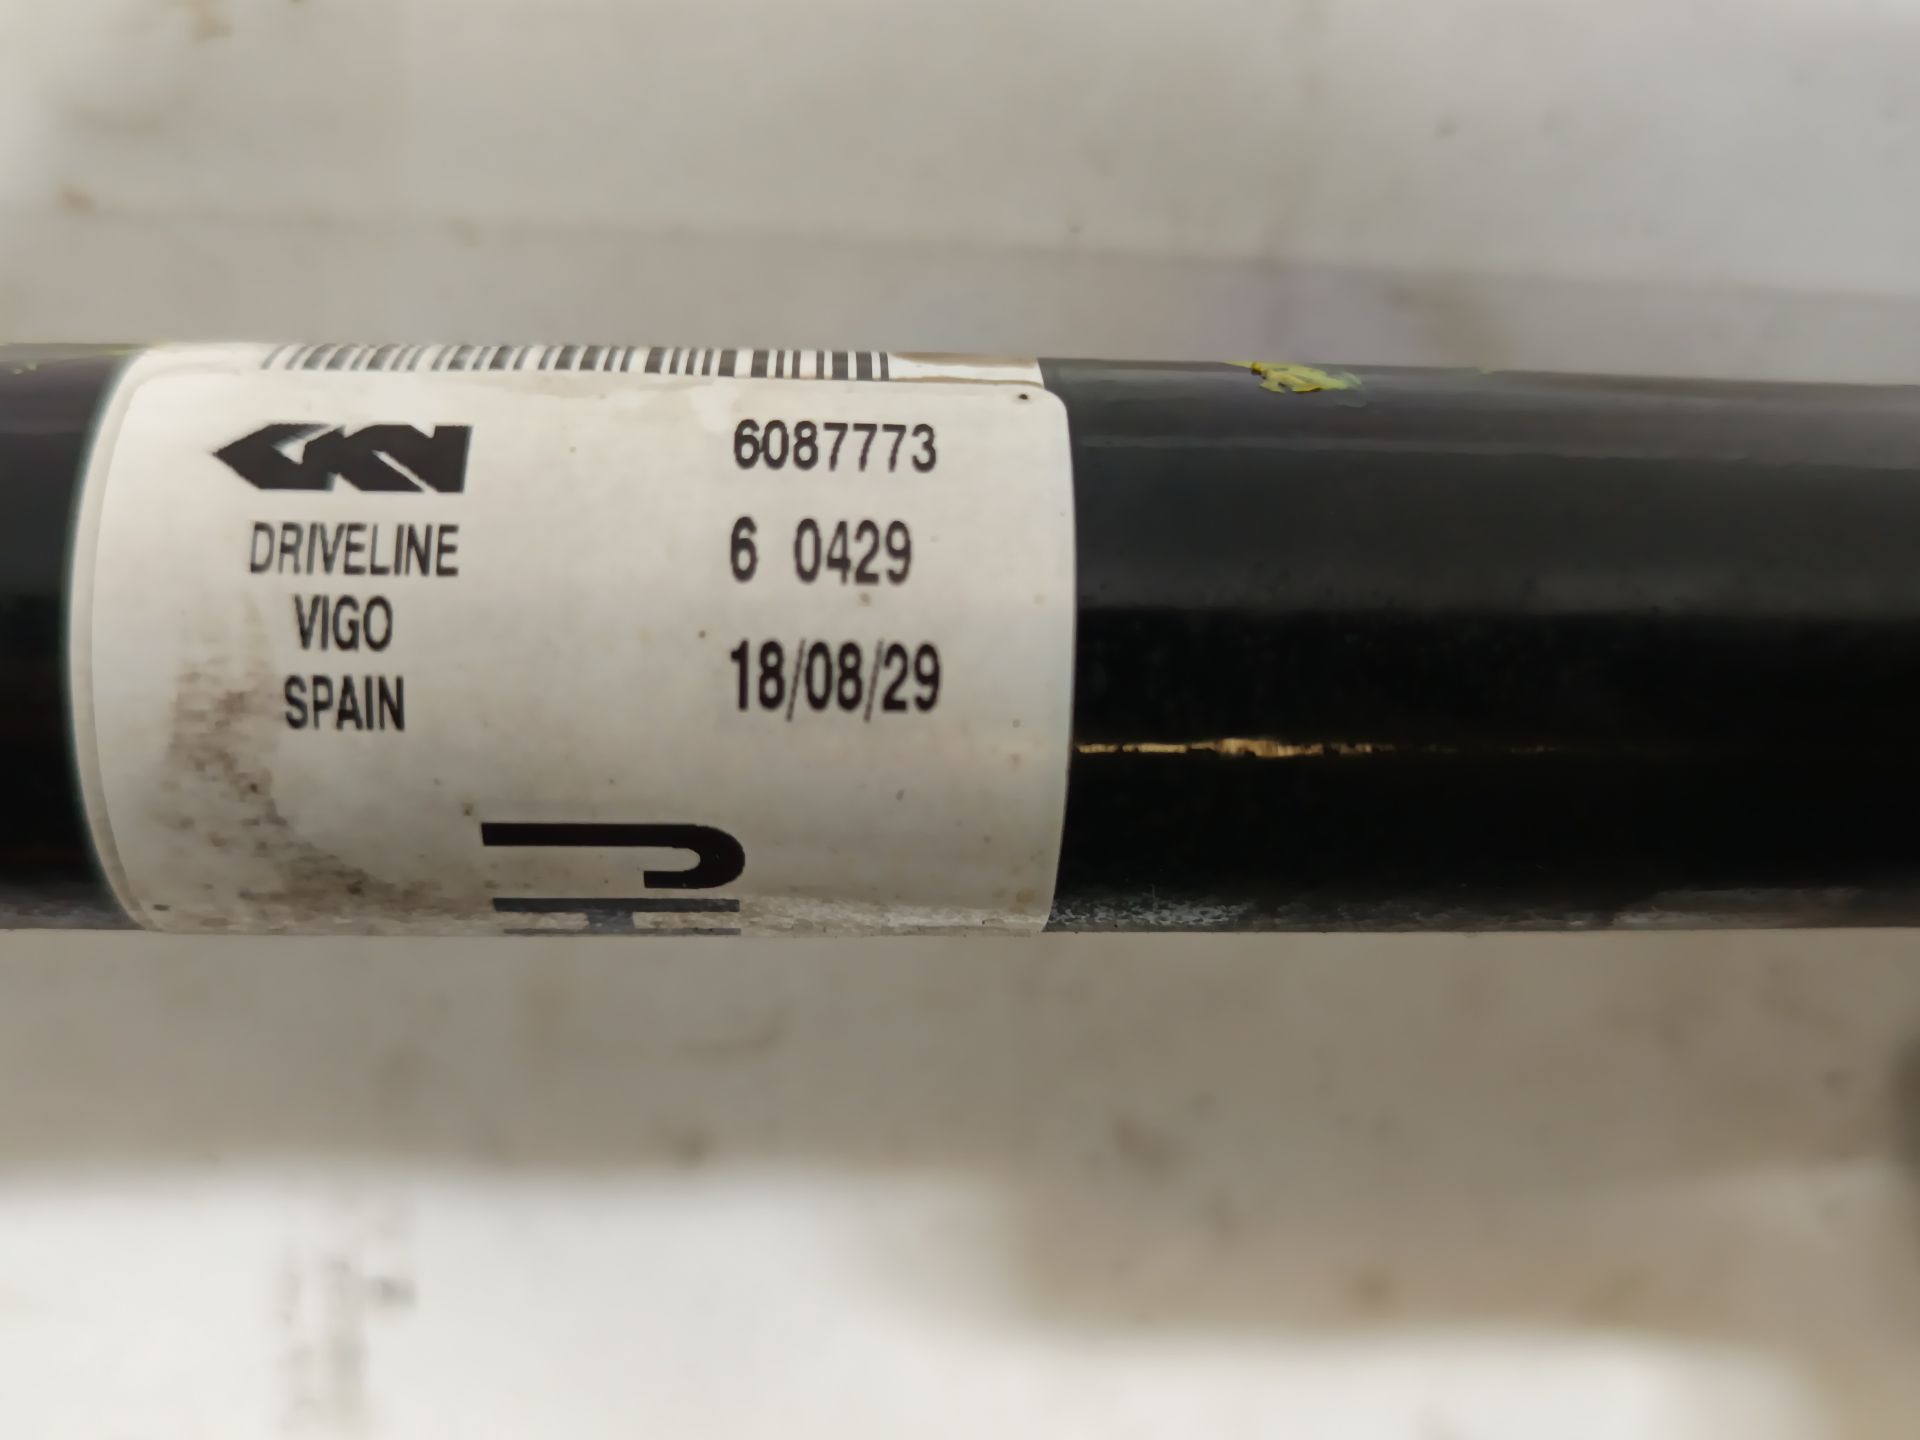 GKN
6087773
DRIVELINE
6 0429
VIGO
SPAIN
18/08/29
J